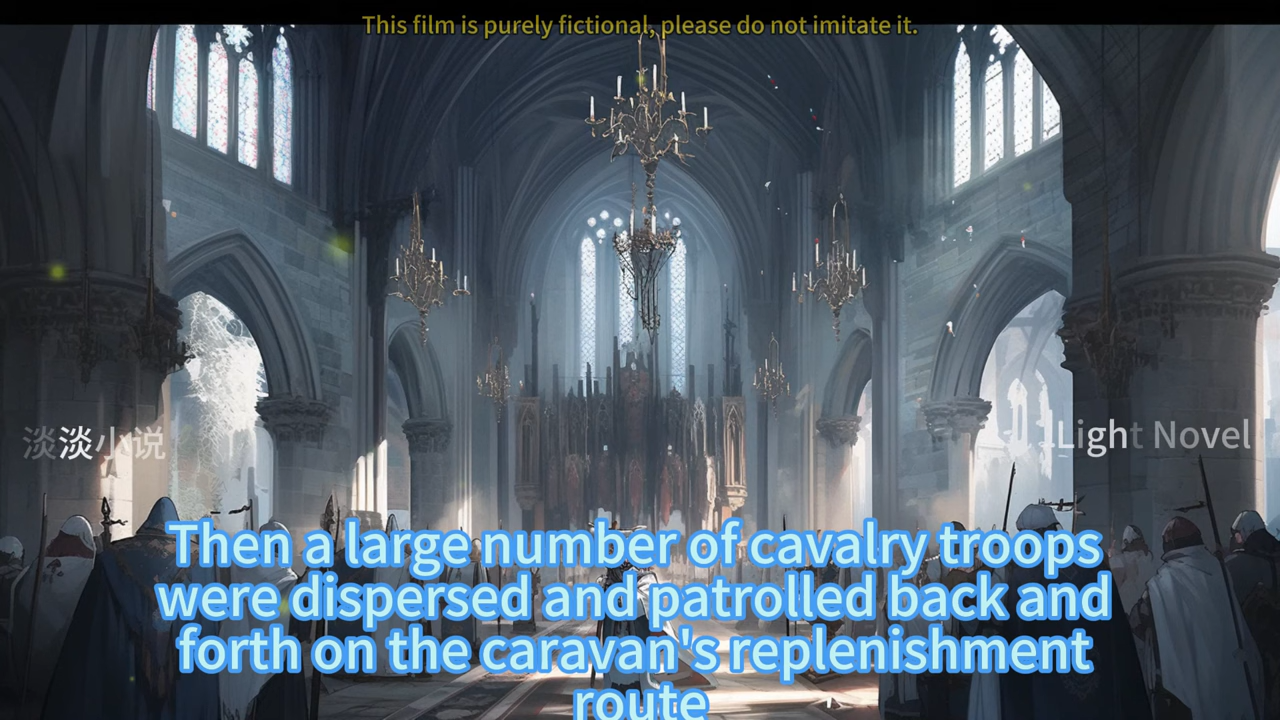 This film is purely fictional, please do not imitate it.
淡淡小说
Light Novel
Then a large number of cavalry troops
were dispersed and patrolled back and
forth on the caravan's replenishment
route